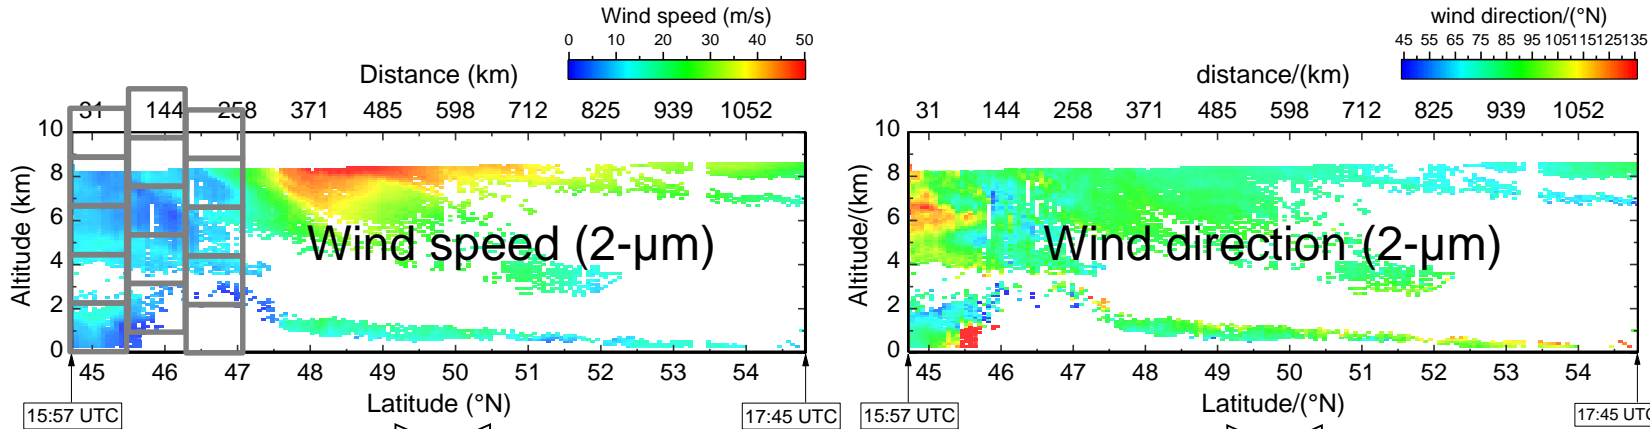 Wind speed (m/s)
0 10 20 30 40 50
Distance (km)
31 144 258 371 485 598 712 825 939 1052
10
8
6
4
2
0
Altitude (km)
Wind speed (2-µm)
45 46 47 48 49 50 51 52 53 54
Latitude (°N)
15:57 UTC
17:45 UTC
wind direction/(°N)
45 55 65 75 85 95 105 115 125 135
distance/(km)
31 144 258 371 485 598 712 825 939 1052
10
8
6
4
2
0
Altitude/(km)
Wind direction (2-µm)
45 46 47 48 49 50 51 52 53 54
Latitude/(°N)
15:57 UTC
17:45 UTC